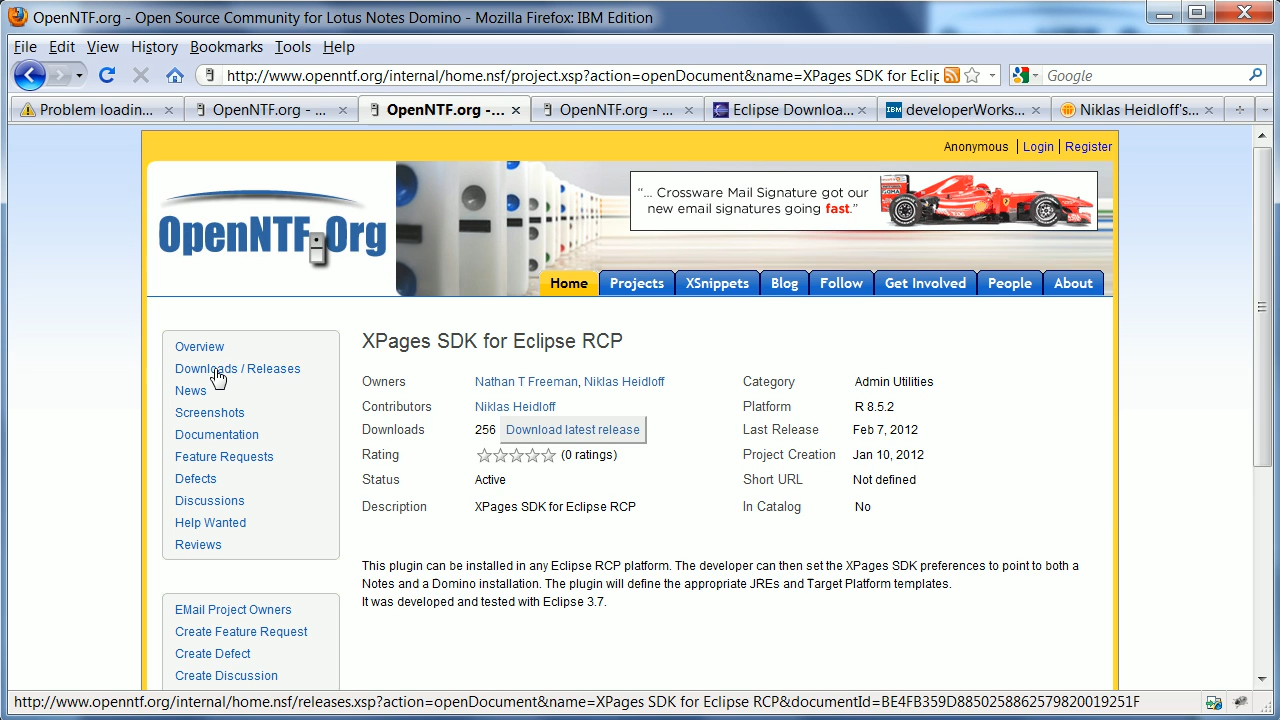 OpenNTF.org - Open Source Community for Lotus Notes Domino - Mozilla Firefox: IBM Edition
File Edit View History Bookmarks Tools Help
http://www.openntf.org/internal/home.nsf/project.xsp?action=openDocument&name=XPages SDK for Eclip
Google
Problem loadin... OpenNTF.org - ... OpenNTF.org -... OpenNTF.org - ... Eclipse Downloa... IBM developerWorks... Niklas Heidloff's...
Anonymous | Login | Register
OpenNTF.Org
"... Crossware Mail Signature got our
new email signatures going fast."
Home Projects XSnippets Blog Follow Get Involved People About
Overview
Downloads / Releases
News
Screenshots
Documentation
Feature Requests
Defects
Discussions
Help Wanted
Reviews
EMail Project Owners
Create Feature Request
Create Defect
Create Discussion
XPages SDK for Eclipse RCP
Owners Nathan T Freeman, Niklas Heidloff Category Admin Utilities
Contributors Niklas Heidloff Platform R 8.5.2
Downloads 256 Download latest release Last Release Feb 7, 2012
Rating (0 ratings) Project Creation Jan 10, 2012
Status Active Short URL Not defined
Description XPages SDK for Eclipse RCP In Catalog No
This plugin can be installed in any Eclipse RCP platform. The developer can then set the XPages SDK preferences to point to both a
Notes and a Domino installation. The plugin will define the appropriate JREs and Target Platform templates.
It was developed and tested with Eclipse 3.7.
http://www.openntf.org/internal/home.nsf/releases.xsp?action=openDocument&name=XPages SDK for Eclipse RCP&documentId=BE4FB359D8850258862579820019251F